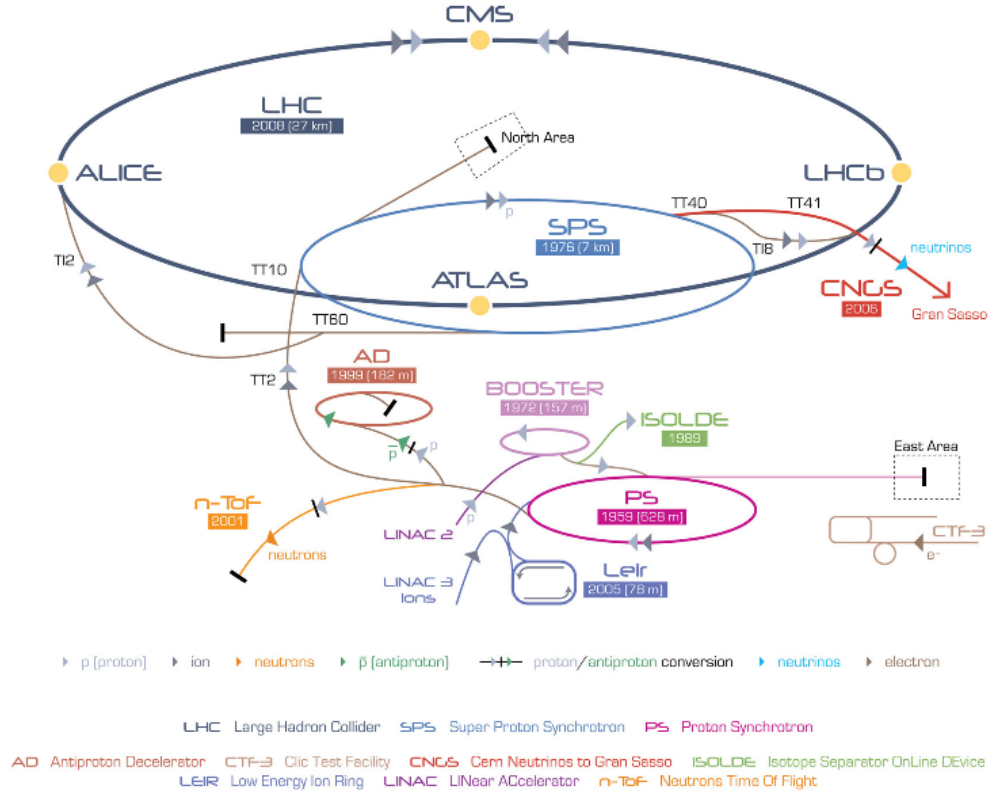 CMS
LHC
2008 (27 km)
North Area
ALICE
LHCb
TT40
TT41
SPS
1976 (7 km)
p
TI8
neutrinos
TI2
TT10
ATLAS
CNGS
2006
Gran Sasso
TT60
AD
1999 (182 m)
TT2
BOOSTER
1972 (157 m)
ISOLDE
1989
p̅
p
East Area
n-ToF
2001
PS
1959 (628 m)
LINAC 2
p
neutrons
CTF-3
e-
LINAC 3
Ions
Leir
2005 (78 m)
p (proton) ion neutrons p̅ (antiproton) proton/antiproton conversion neutrinos electron
LHC Large Hadron Collider SPS Super Proton Synchrotron PS Proton Synchrotron
AD Antiproton Decelerator CTF-3 Clic Test Facility CNGS Cern Neutrinos to Gran Sasso ISOLDE Isotope Separator OnLine DEvice
LEIR Low Energy Ion Ring LINAC LINear ACcelerator n-ToF Neutrons Time Of Flight